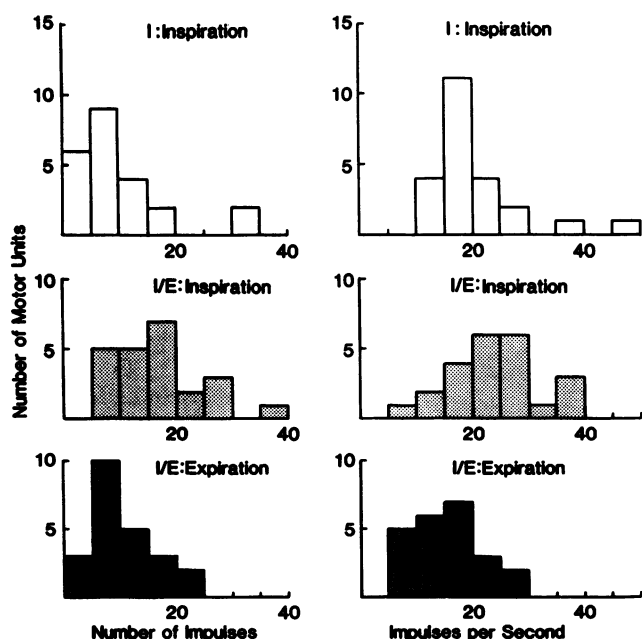 15
10
5
I:Inspiration
20
40
15
10
5
I: Inspiration
20
40
Number of Motor Units
10
5
I/E:Inspiration
20
40
10
5
I/E:Inspiration
20
40
10
5
I/E:Expiration
20
40
Number of Impulses
10
5
I/E:Expiration
20
40
Impulses per Second